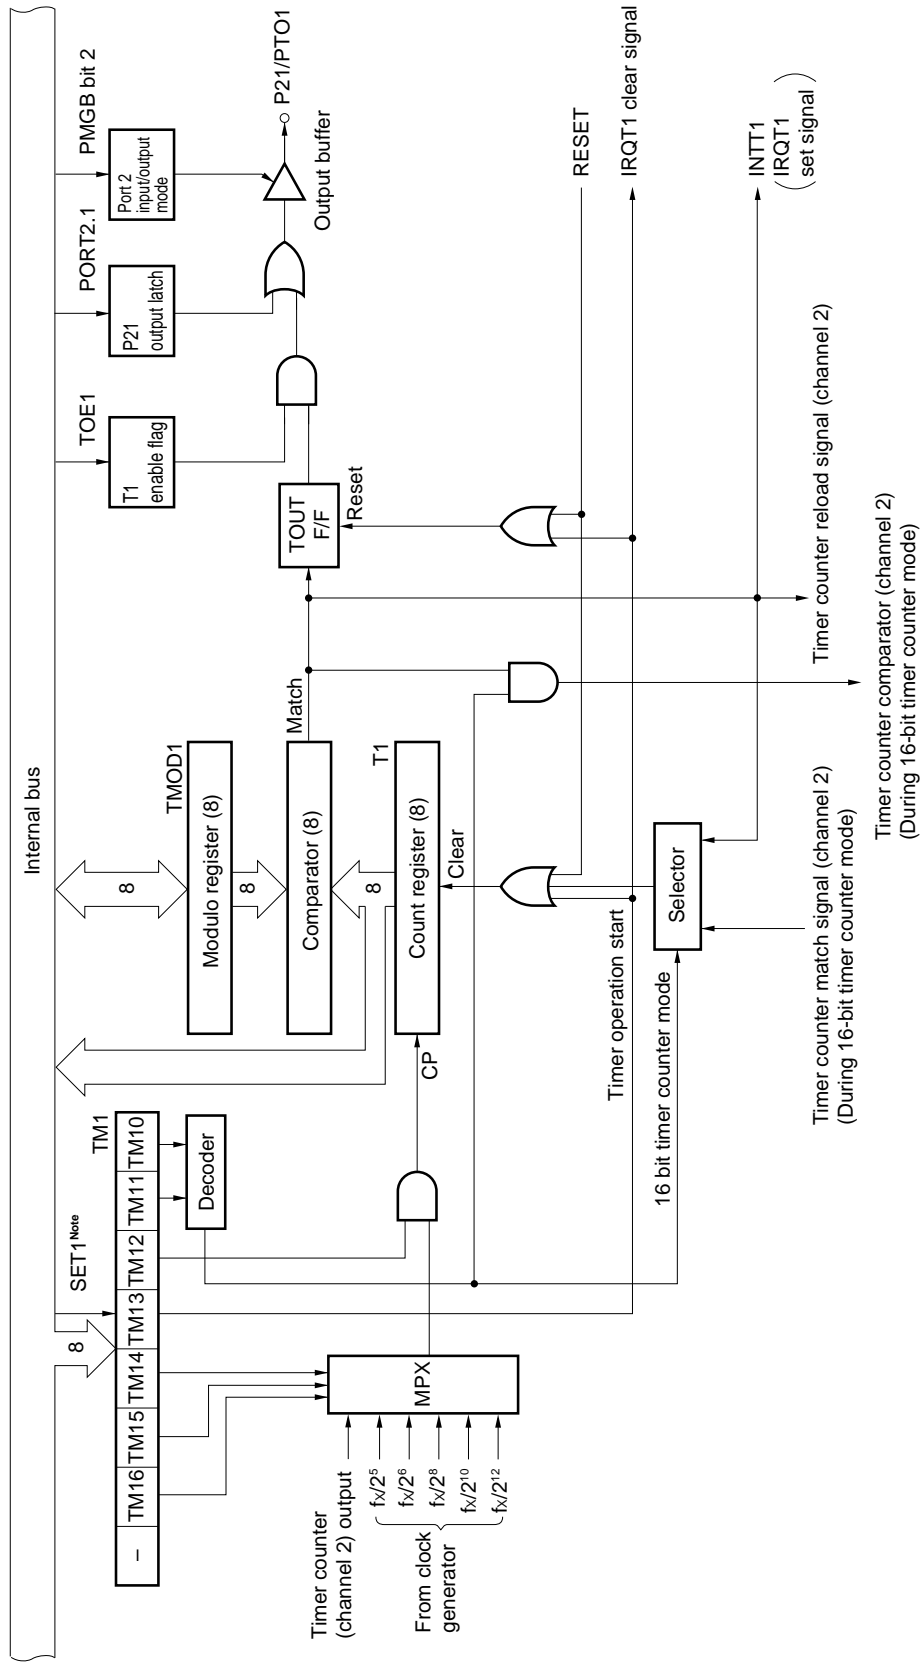 Internal bus
8
SET1Note
TM1
–
TM16
TM15
TM14
TM13
TM12
TM11
TM10
Decoder
8
TMOD1
Modulo register (8)
8
Comparator (8)
Match
8
T1
Count register (8)
CP
Clear
TOE1
T1
enable flag
PORT2.1
P21
output latch
PMGB bit 2
Port 2
input/output
mode
P21/PTO1
Output buffer
TOUT
F/F
Reset
Timer counter
(channel 2) output
fX/2⁵
fX/2⁶
fX/2⁸
fX/2¹⁰
fX/2¹²
From clock
generator
MPX
RESET
Timer operation start
IRQT1 clear signal
16 bit timer counter mode
Selector
INTT1
IRQT1
set signal
Timer counter match signal (channel 2)
(During 16-bit timer counter mode)
Timer counter reload signal (channel 2)
Timer counter comparator (channel 2)
(During 16-bit timer counter mode)